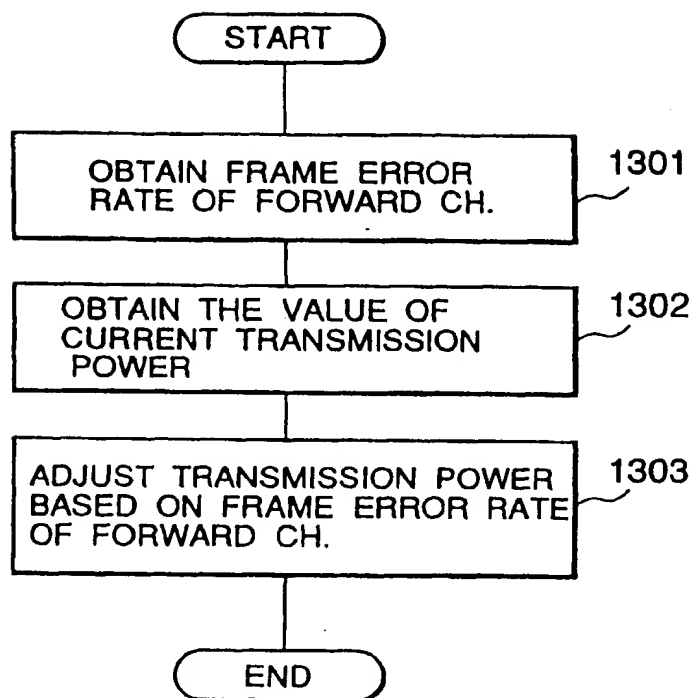 START
OBTAIN FRAME ERROR
RATE OF FORWARD CH.
1301
OBTAIN THE VALUE OF
CURRENT TRANSMISSION
POWER
1302
ADJUST TRANSMISSION POWER
BASED ON FRAME ERROR RATE
OF FORWARD CH.
1303
END